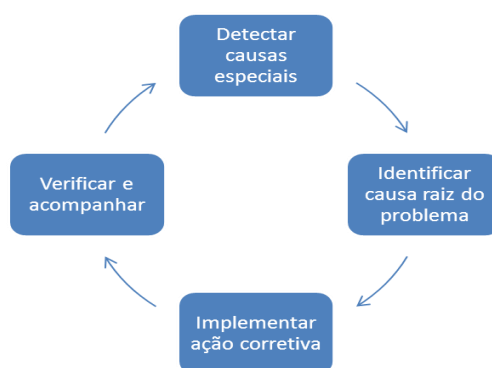 Detectar
causas
especiais
Identificar
causa raiz do
problema
Implementar
ação corretiva
Verificar e
acompanhar